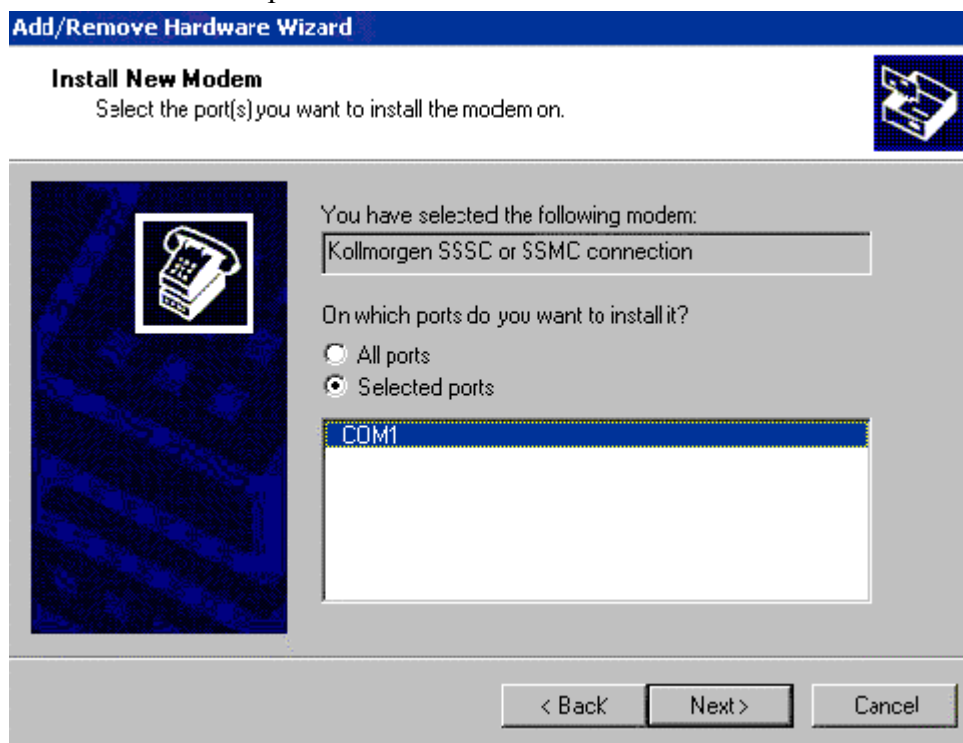 Add/Remove Hardware Wizard
Install New Modem
Select the port(s) you want to install the modem on.
You have selected the following modem:
Kollmorgen SSSC or SSMC connection
On which ports do you want to install it?
All ports
Selected ports
COM1
< Back Next > Cancel